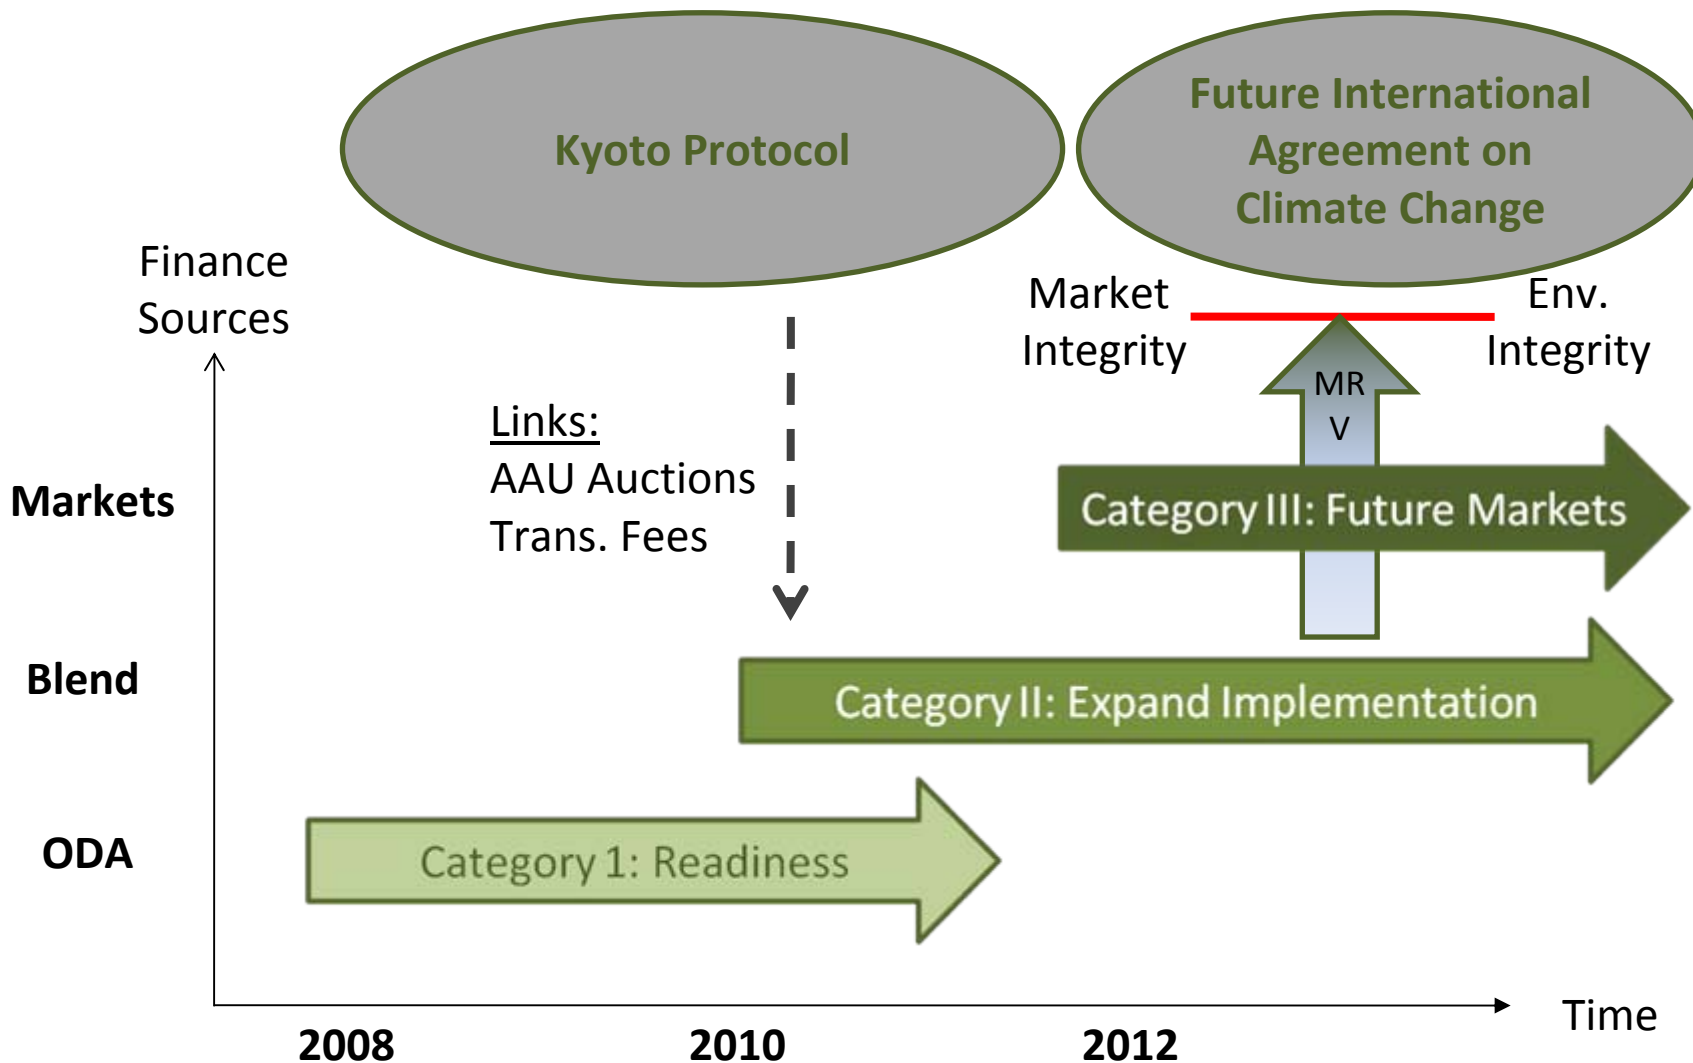 Kyoto Protocol
Future International
Agreement on
Climate Change
Finance
Sources
Market
Integrity
Env.
Integrity
MR
V
Links:
AAU Auctions
Trans. Fees
Markets
Category III: Future Markets
Blend
Category II: Expand Implementation
ODA
Category 1: Readiness
Time
2008
2010
2012